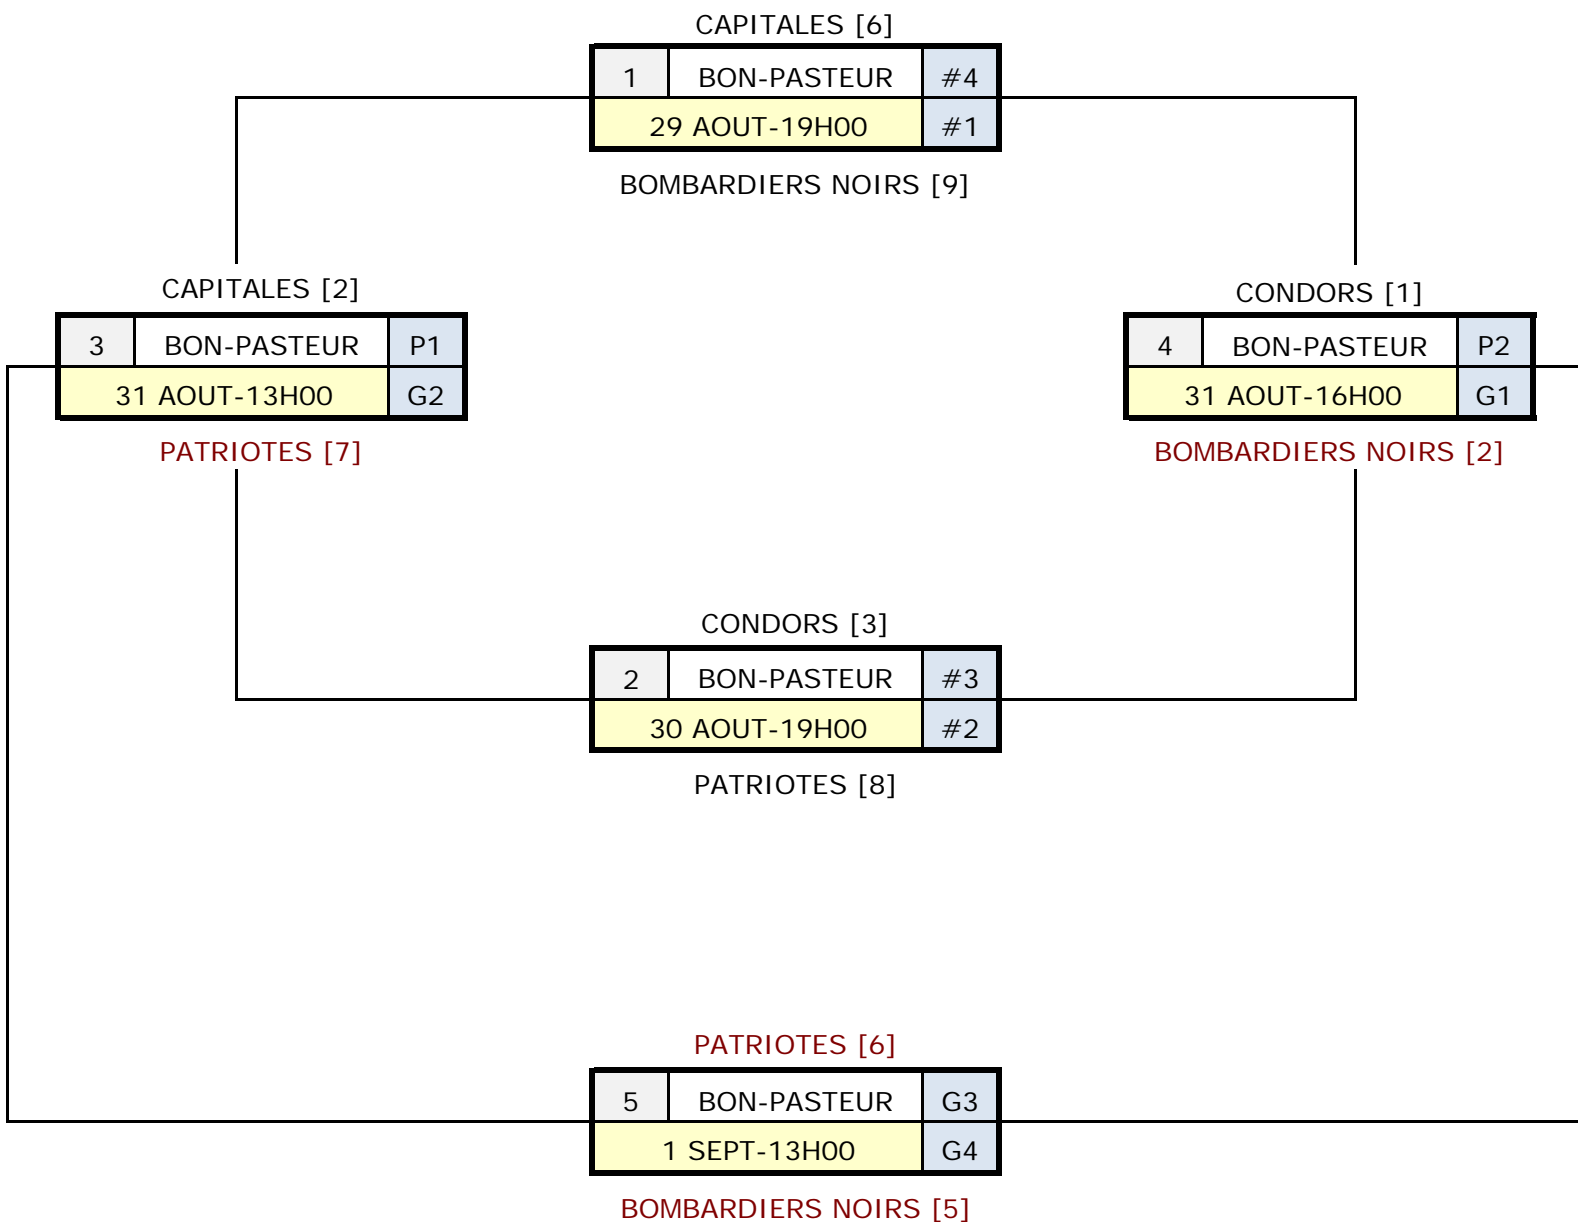 CAPITALES [6]
1 BON-PASTEUR #4
29 AOUT-19H00 #1
BOMBARDIERS NOIRS [9]
CAPITALES [2]
3 BON-PASTEUR P1
31 AOUT-13H00 G2
PATRIOTES [7]
CONDORS [1]
4 BON-PASTEUR P2
31 AOUT-16H00 G1
BOMBARDIERS NOIRS [2]
CONDORS [3]
2 BON-PASTEUR #3
30 AOUT-19H00 #2
PATRIOTES [8]
PATRIOTES [6]
5 BON-PASTEUR G3
1 SEPT-13H00 G4
BOMBARDIERS NOIRS [5]